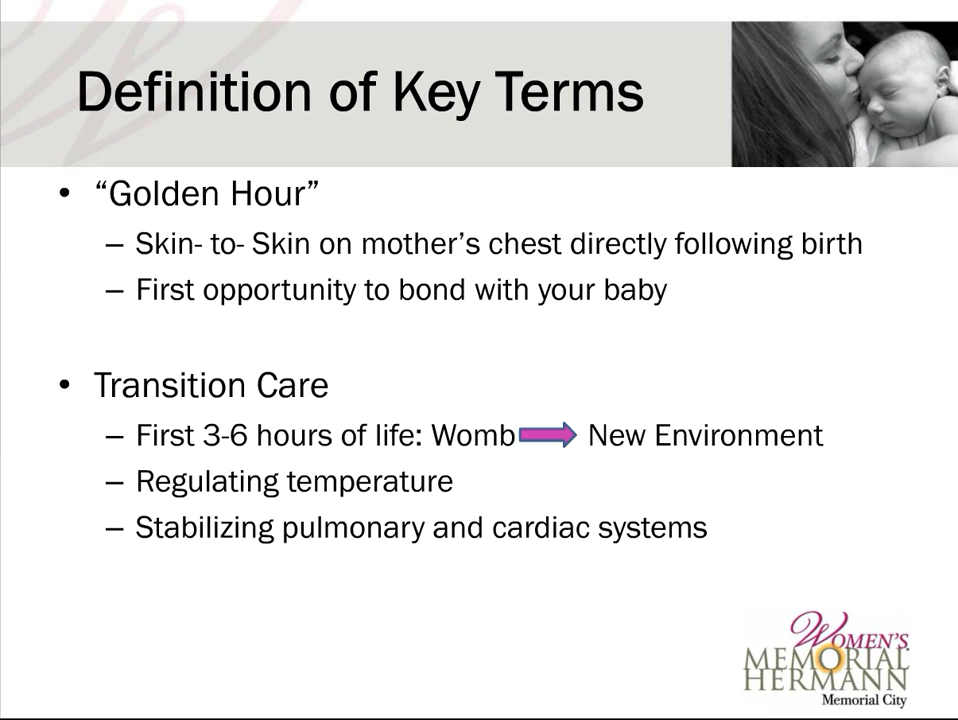 Definition of Key Terms
• “Golden Hour”
– Skin- to- Skin on mother’s chest directly following birth
– First opportunity to bond with your baby
• Transition Care
– First 3-6 hours of life: Womb New Environment
– Regulating temperature
– Stabilizing pulmonary and cardiac systems
WOMEN'S
MEMORIAL
HERMANN
Memorial City